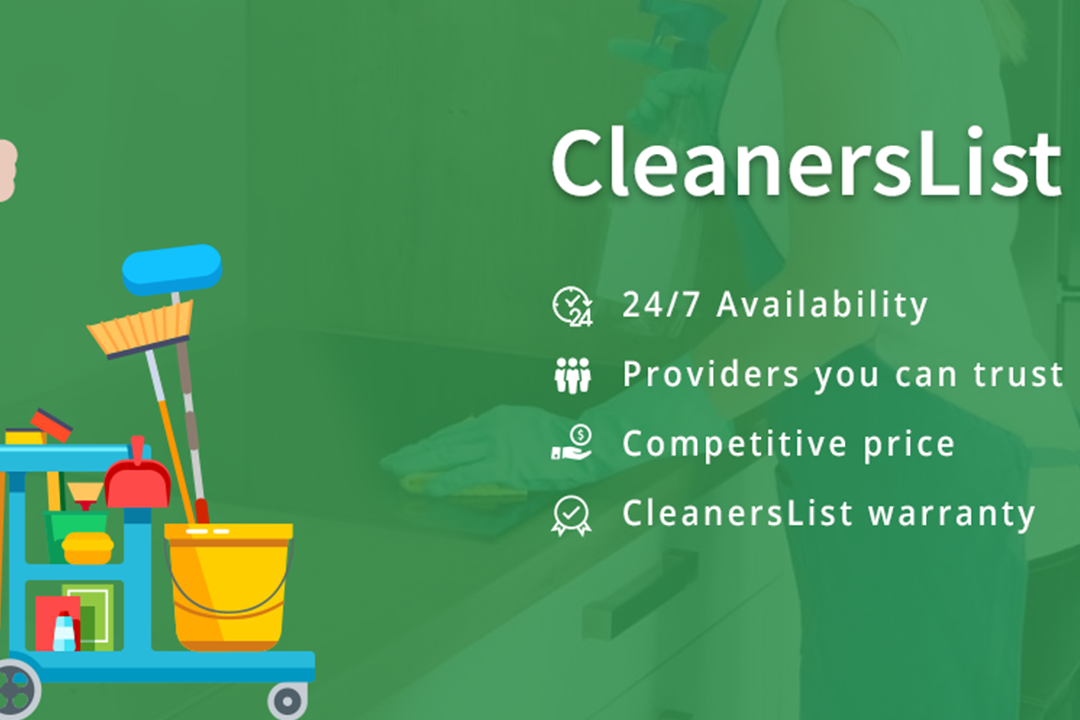 CleanersList
24/7 Availability
Providers you can trust
Competitive price
CleanersList warranty